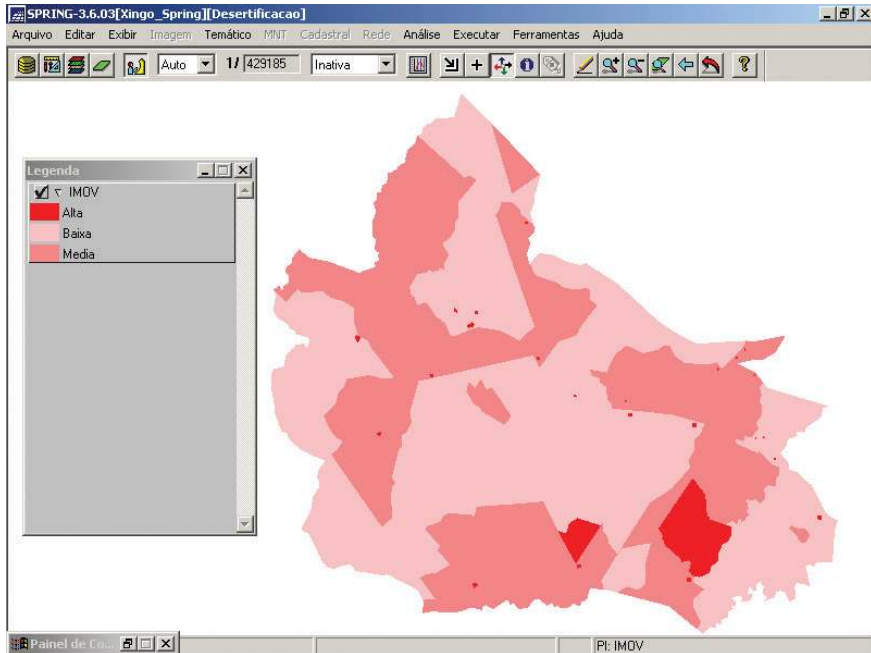 SPRING-3.6.03[Xingo_Spring][Desertificacao]
Arquivo Editar Exibir Imagem Temático MNT Cadastral Rede Análise Executar Ferramentas Ajuda
Auto 1/ 429185 Inativa
Legenda
IMOV
Alta
Baixa
Media
Painel de Co...
PI: IMOV